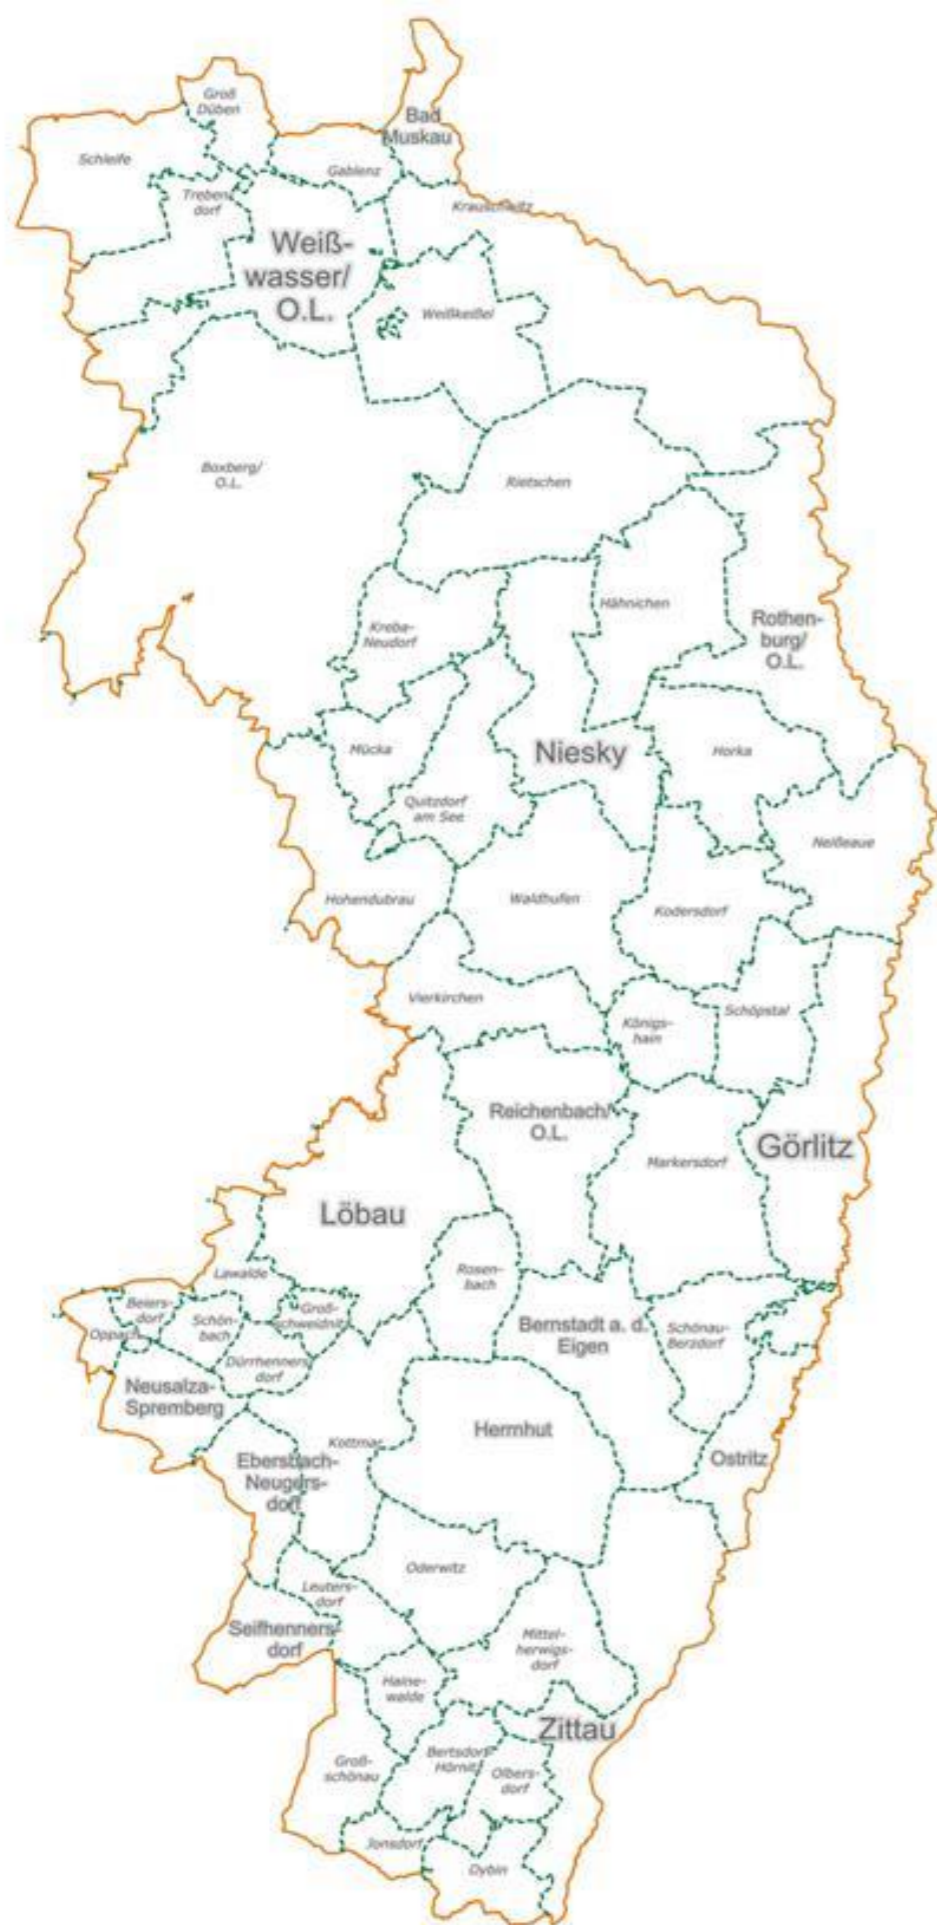 Groß
Düben
Bad
Muskau
Schleife
Gablenz
Treben
dorf
Krauschwitz
Weiß-
wasser/
O.L.
Weißkeißel
Boxberg/
O.L.
Rietschen
Hähnichen
Kreba-
Neudorf
Rothen-
burg/
O.L.
Mücka
Niesky
Horka
Quitzdorf
am See
Neißeaue
Hohendubrau
Waldhufen
Kodersdorf
Vierkirchen
Schöpstal
Königs-
hain
Reichenbach/
O.L.
Görlitz
Markersdorf
Löbau
Rosen-
bach
Lawalde
Beiers-
dorf
Groß-
schweidnitz
Oppach
Schön-
bach
Bernstadt a. d.
Eigen
Schönau-
Berzdorf
Dürrhenners
dorf
Neusalza-
Spremberg
Herrnhut
Kottmar
Ebersbach-
Neugers-
dorf
Ostritz
Oderwitz
Leuters-
dorf
Seifhenners-
dorf
Mittel-
herwigs-
dorf
Haine-
walde
Zittau
Groß-
schönau
Bertsdorf-
Hörnitz
Olbers-
dorf
Jonsdorf
Oybin